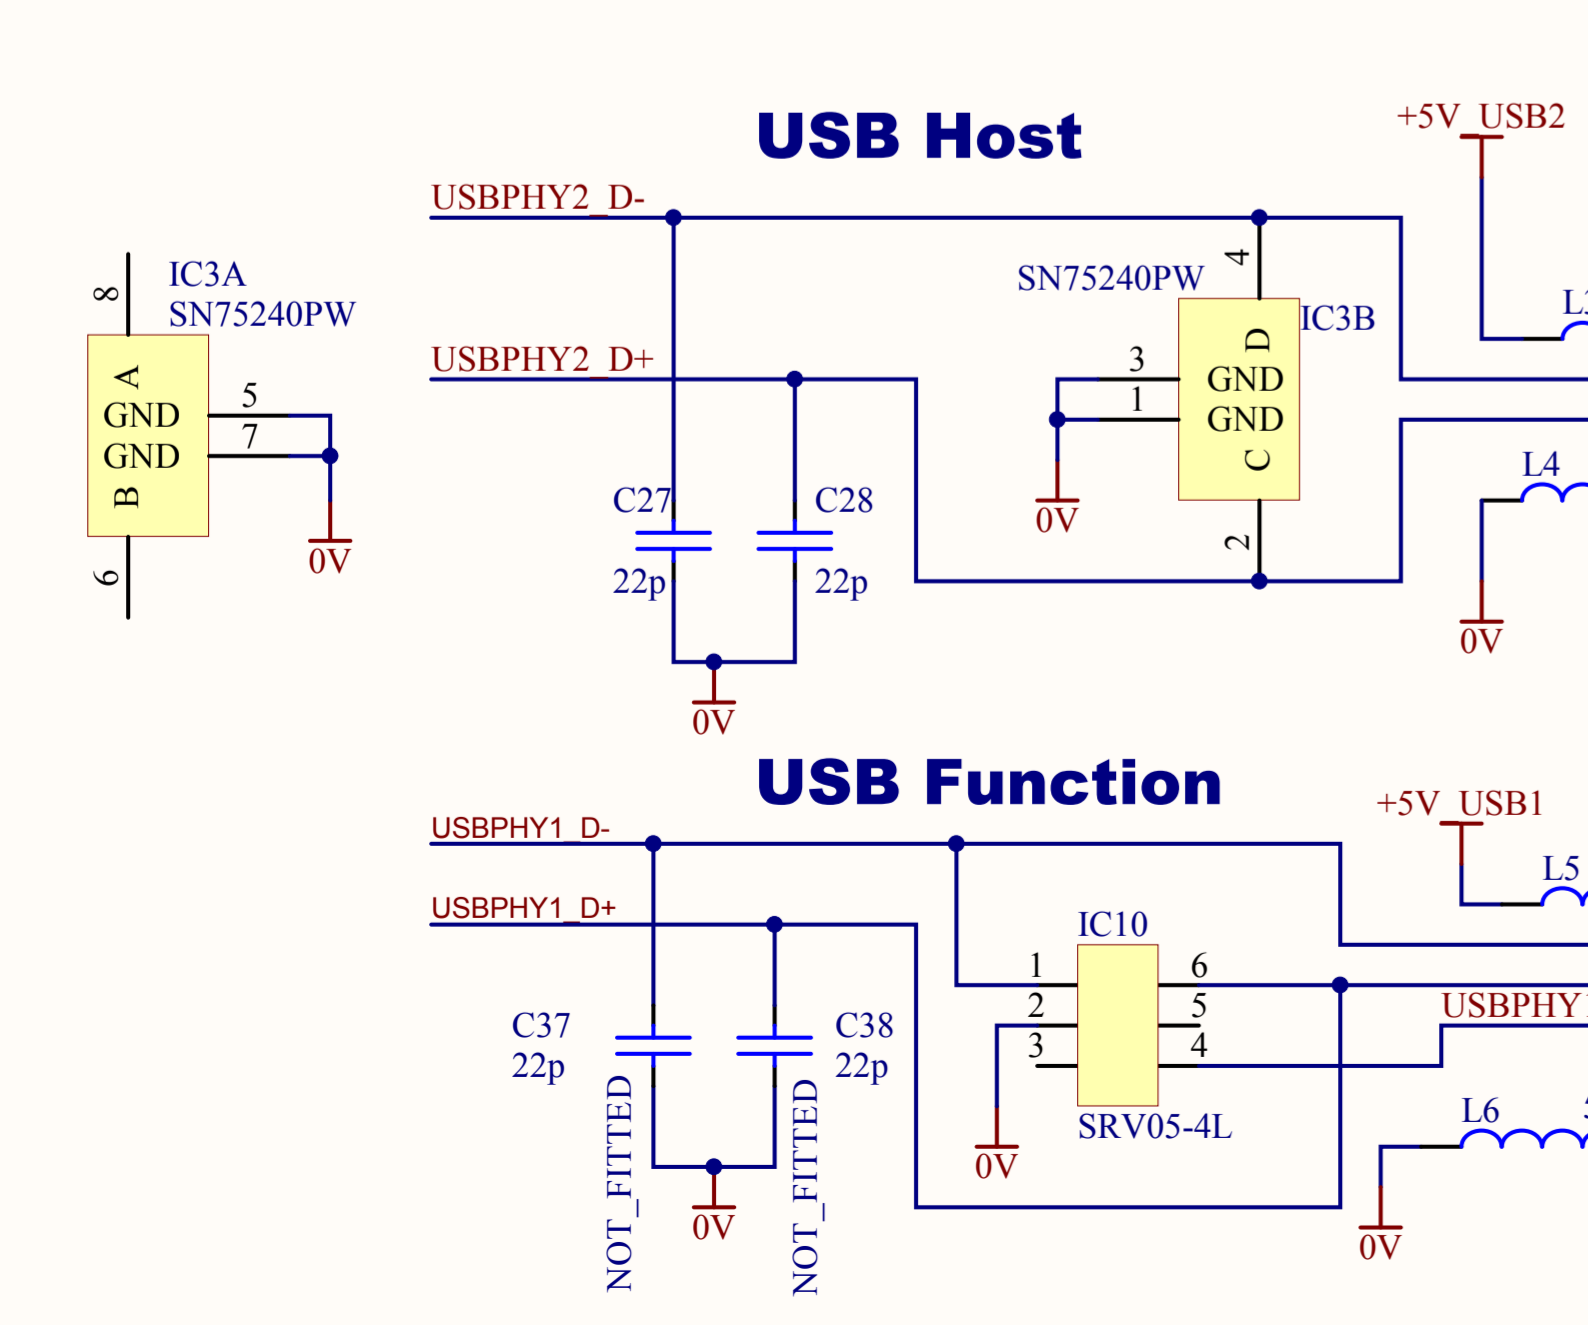 USB Host
+5V_USB2
USBPHY2_D-
IC3A
SN75240PW
8
A
GND
GND
B
5
7
6
0V
USBPHY2_D+
SN75240PW
IC3B
4
D
GND
GND
C
3
1
2
0V
C27
22p
C28
22p
0V
L4
0V
USB Function
+5V_USB1
USBPHY1_D-
USBPHY1_D+
L5
IC10
1
2
3
6
5
4
SRV05-4L
0V
USBPHY1
C37
22p
NOT_FITTED
C38
22p
NOT_FITTED
0V
L6
0V